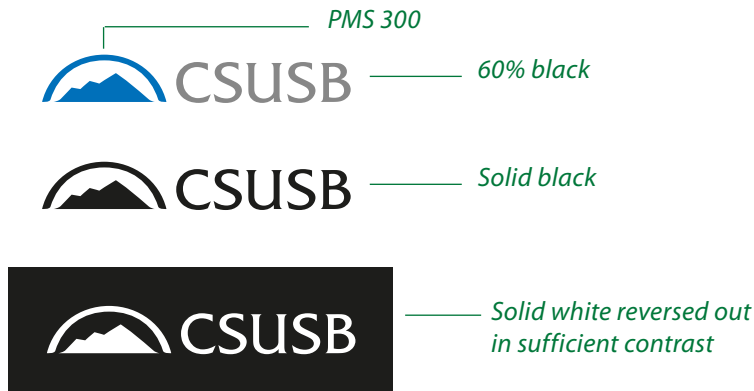 PMS 300
CSUSB
60% black
CSUSB
Solid black
CSUSB
Solid white reversed out
in sufficient contrast